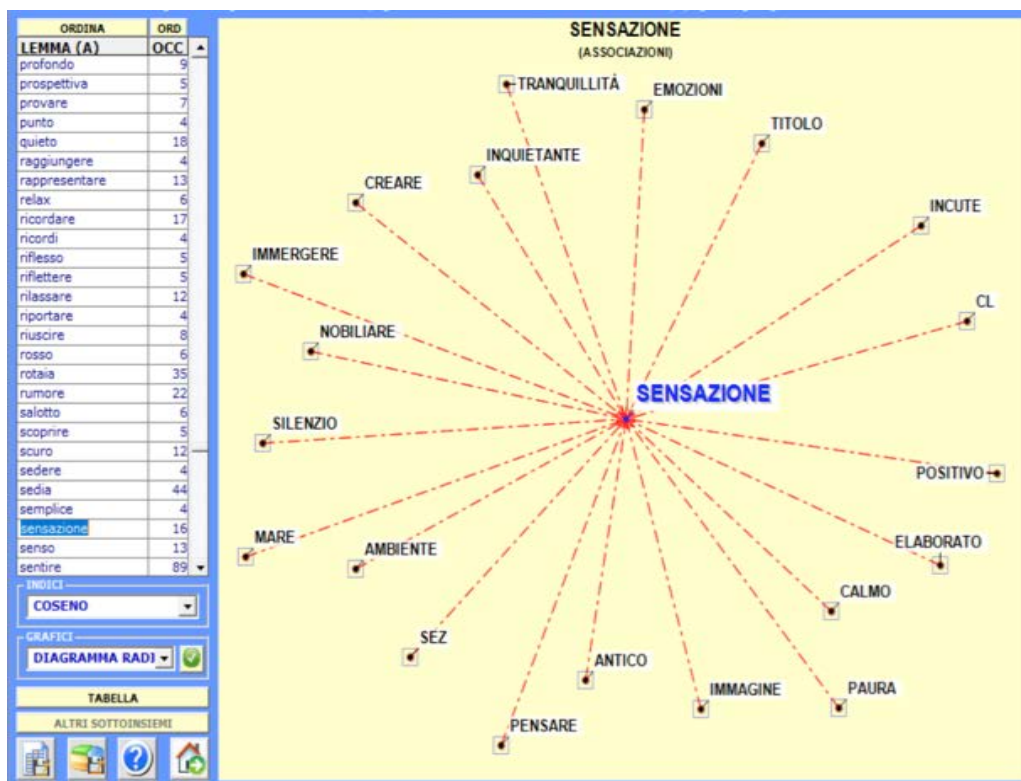 ORDINA ORD
LEMMA (A) OCC
profondo 9
prospettiva 5
provare 7
punto 4
quieto 18
raggiungere 4
rappresentare 13
relax 6
ricordare 17
ricordi 4
riflesso 5
riflettere 5
rilassare 12
riportare 4
riuscire 8
rosso 6
rotaia 35
rumore 22
salotto 6
scoprire 5
scuro 12
sedere 4
sedia 44
semplice 4
sensazione 16
senso 13
sentire 89
INDICI
COSENO
GRAFICI
DIAGRAMMA RADI
TABELLA
ALTRI SOTTOINSIEMI
SENSAZIONE
(ASSOCIAZIONI)
TRANQUILLITÀ
EMOZIONI
TITOLO
INQUIETANTE
CREARE
INCUTE
IMMERGERE
CL
NOBILIARE
SENSAZIONE
SILENZIO
POSITIVO
MARE
AMBIENTE
ELABORATO
CALMO
SEZ
ANTICO
IMMAGINE
PAURA
PENSARE